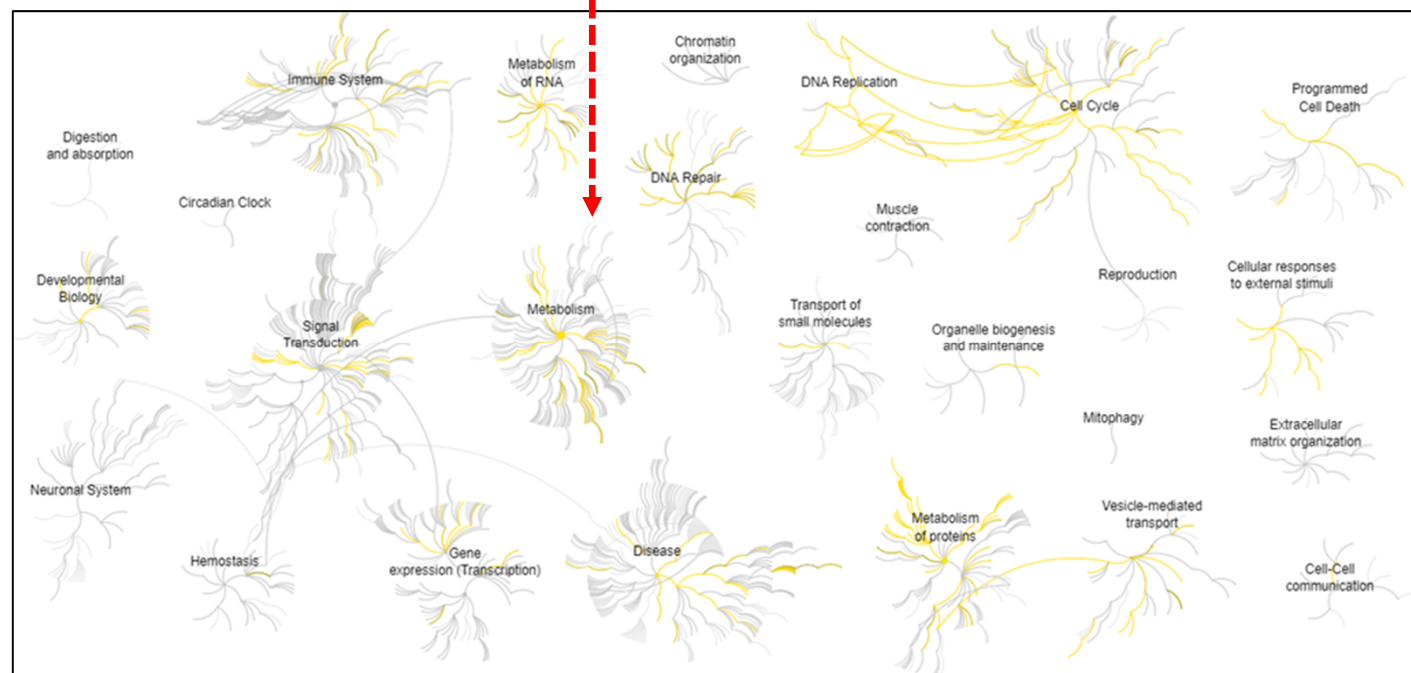 Immune System
Metabolism
of RNA
Chromatin
organization
DNA Replication
Cell Cycle
Programmed
Cell Death
Digestion
and absorption
Circadian Clock
DNA Repair
Muscle
contraction
Developmental
Biology
Signal
Transduction
Metabolism
Transport of
small molecules
Organelle biogenesis
and maintenance
Reproduction
Cellular responses
to external stimuli
Mitophagy
Extracellular
matrix organization
Neuronal System
Hemostasis
Gene
expression (Transcription)
Disease
Metabolism
of proteins
Vesicle-mediated
transport
Cell-Cell
communication